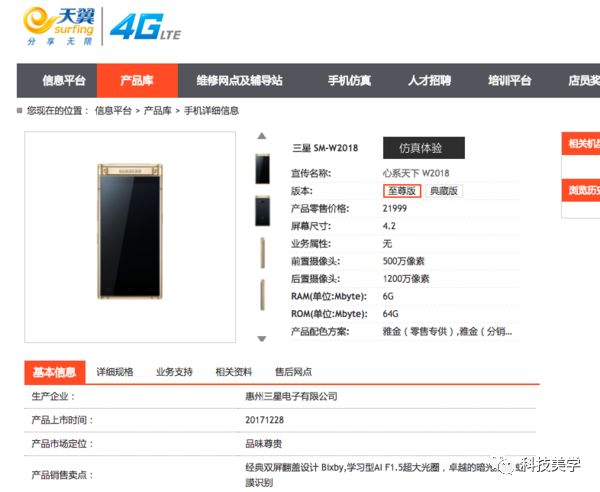 天翼
surfing
分享无限
4G LTE
信息平台 产品库 维修网点及辅导站 手机仿真 人才招聘 培训平台 店员奖
您现在的位置： 信息平台 > 产品库 > 手机详细信息
三星 SM-W2018 仿真体验
宣传名称: 心系天下 W2018
版本: 至尊版 典藏版
产品零售价格: 21999
屏幕尺寸: 4.2
业务属性: 无
前置摄像头: 500万像素
后置摄像头: 1200万像素
RAM(单位:Mbyte): 6G
ROM(单位:Mbyte): 64G
产品配色方案: 雅金（零售专供）,雅金（分销...
相关机
浏览历史
基本信息 详细规格 业务支持 相关资料 售后网点
生产企业： 惠州三星电子有限公司
产品上市时间： 20171228
产品市场定位： 品味尊贵
产品销售卖点： 经典双屏翻盖设计 Bixby,学习型AI F1.5超大光圈，卓越的暗光
膜识别
科技美学